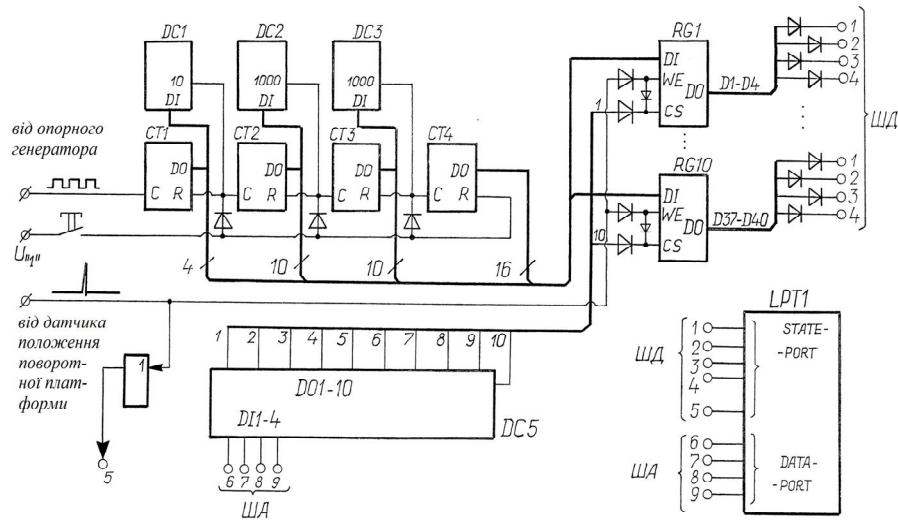 DC1
DC2
DC3
10
DI
1000
DI
1000
DI
від опорного
генератора
CT1
CT2
CT3
CT4
DO
C R
DO
C R
DO
C R
DO
C R
U"1"
4
10
10
16
RG1
DI
WE
CS
DO
1
D1-D4
1
2
3
4
ШД
RG10
DI
WE
CS
DO
10
D37-D40
1
2
3
4
від датчика
положення
поворот-
ної плат-
форми
1
5
1 2 3 4 5 6 7 8 9 10
DO1-10
DI1-4
DC5
6 7 8 9
ША
LPT1
ШД
1
2
3
4
5
STATE-
-PORT
ША
6
7
8
9
DATA-
-PORT